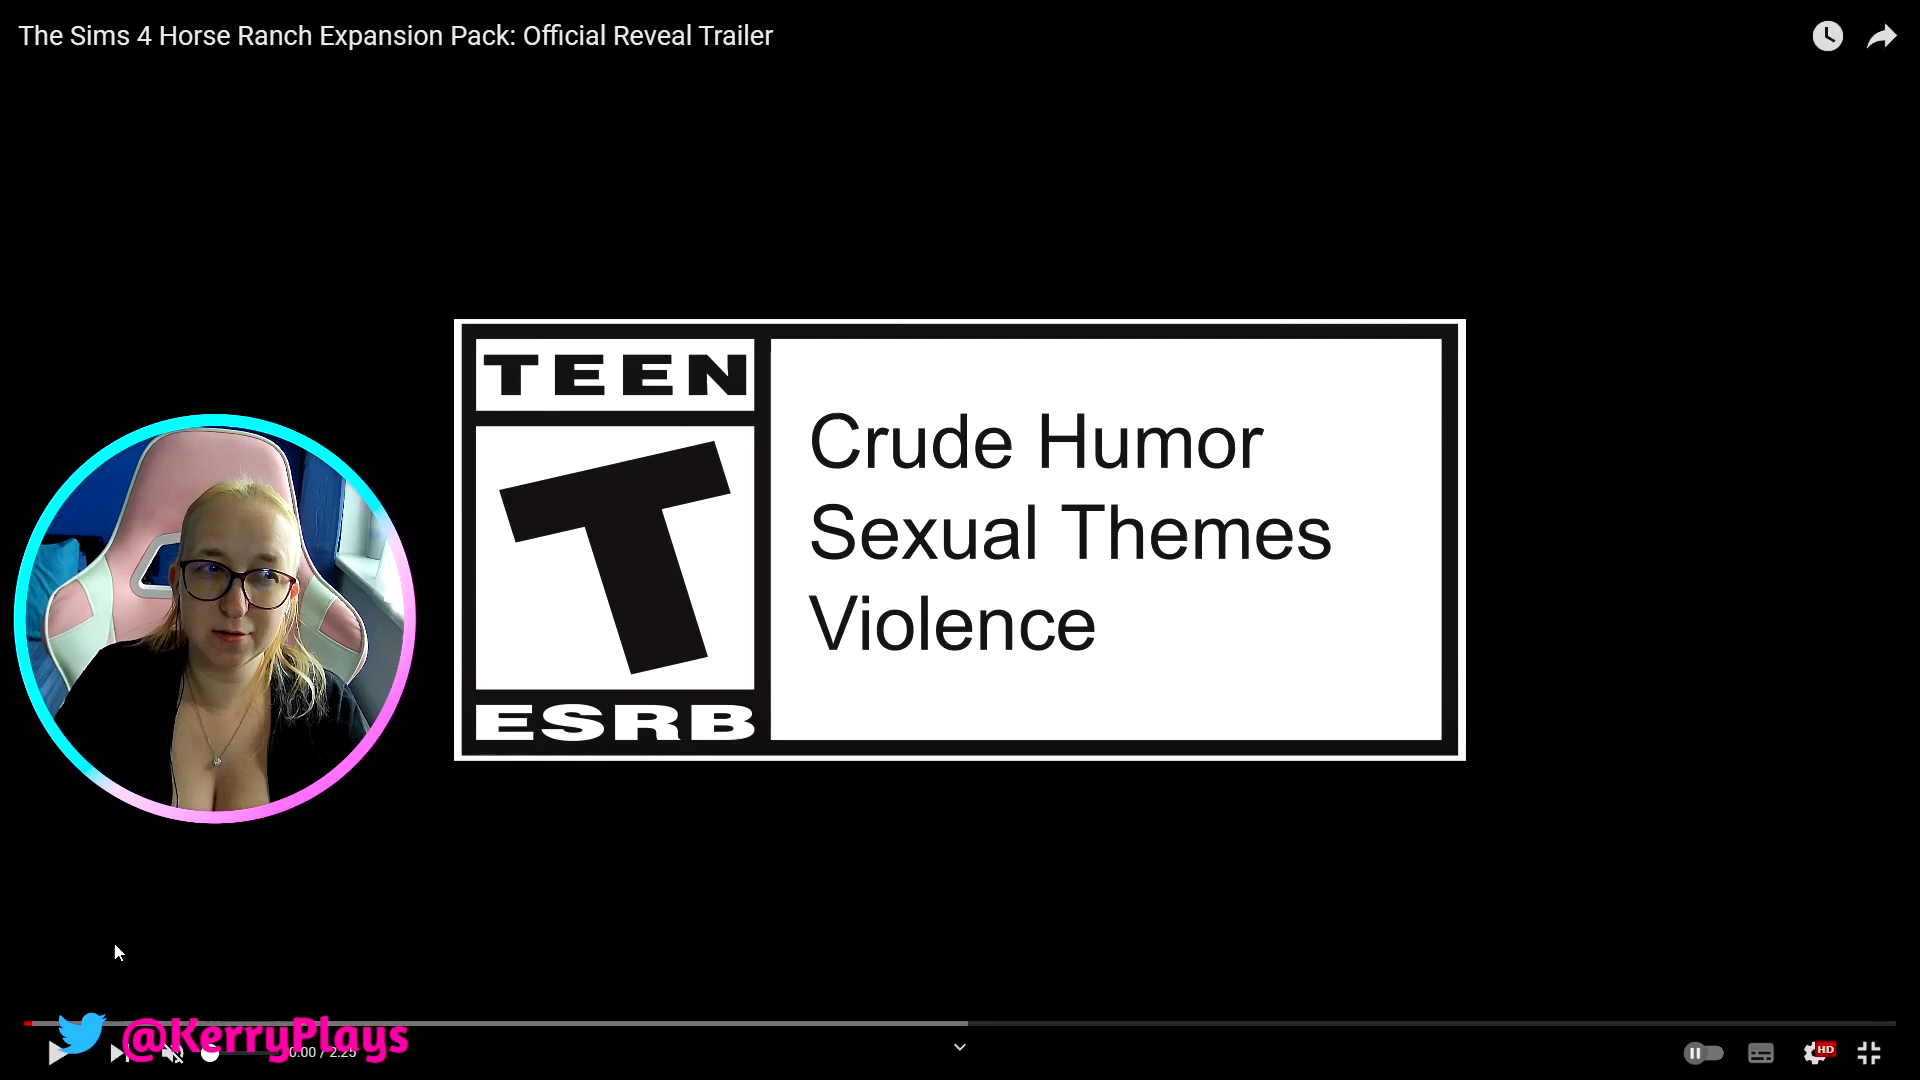 The Sims 4 Horse Ranch Expansion Pack: Official Reveal Trailer
TEEN
T
ESRB
Crude Humor
Sexual Themes
Violence
@KerryPlays
0:00 / 2:25
HD